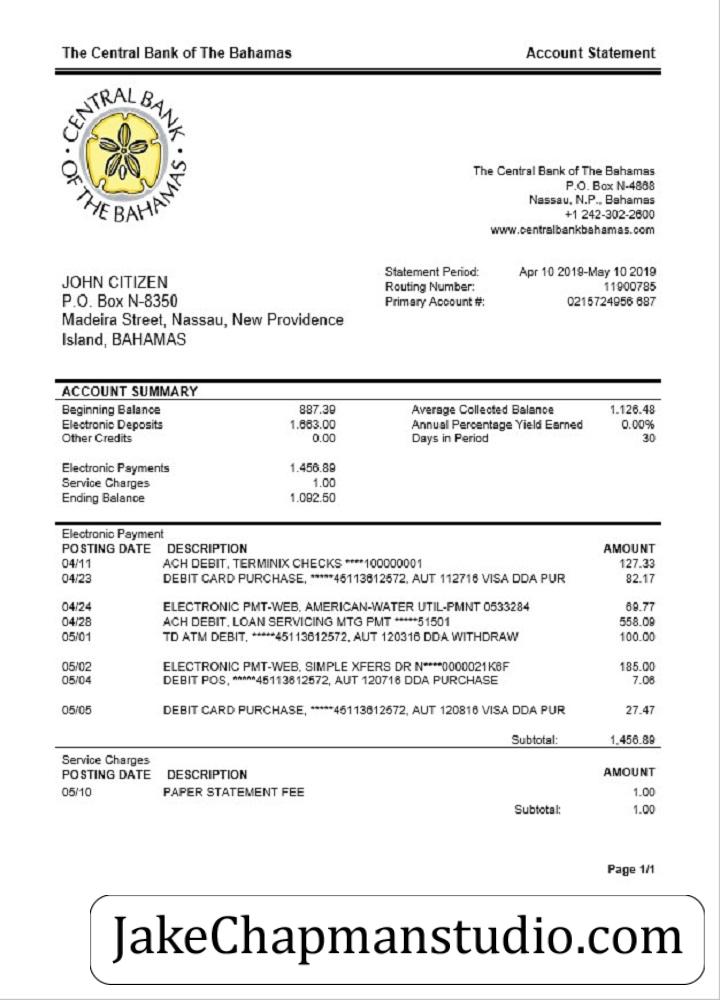 The Central Bank of The Bahamas Account Statement
CENTRAL BANK OF THE BAHAMAS
The Central Bank of The Bahamas
P.O. Box N-4868
Nassau, N.P., Bahamas
+1 242-302-2600
www.centralbankbahamas.com
JOHN CITIZEN
P.O. Box N-8350
Madeira Street, Nassau, New Providence
Island, BAHAMAS
Statement Period: Apr 10 2019-May 10 2019
Routing Number: 11900785
Primary Account #: 0215724956 687
ACCOUNT SUMMARY
Beginning Balance 887.39 Average Collected Balance 1.126.48
Electronic Deposits 1.663.00 Annual Percentage Yield Earned 0.00%
Other Credits 0.00 Days in Period 30
Electronic Payments 1.456.89
Service Charges 1.00
Ending Balance 1.092.50
Electronic Payment
POSTING DATE DESCRIPTION AMOUNT
04/11 ACH DEBIT, TERMINIX CHECKS ****100000001 127.33
04/23 DEBIT CARD PURCHASE, *****45113612572, AUT 112716 VISA DDA PUR 82.17
04/24 ELECTRONIC PMT-WEB, AMERICAN-WATER UTIL-PMNT 0533284 69.77
04/28 ACH DEBIT, LOAN SERVICING MTG PMT *****51501 558.09
05/01 TD ATM DEBIT, *****45113612572, AUT 120316 DDA WITHDRAW 100.00
05/02 ELECTRONIC PMT-WEB, SIMPLE XFERS DR N****0000021K6F 185.00
05/04 DEBIT POS, *****45113612572, AUT 120716 DDA PURCHASE 7.06
05/05 DEBIT CARD PURCHASE, *****45113612572, AUT 120816 VISA DDA PUR 27.47
Subtotal: 1,456.89
Service Charges
POSTING DATE DESCRIPTION AMOUNT
05/10 PAPER STATEMENT FEE 1.00
Subtotal: 1.00
Page 1/1
JakeChapmanstudio.com